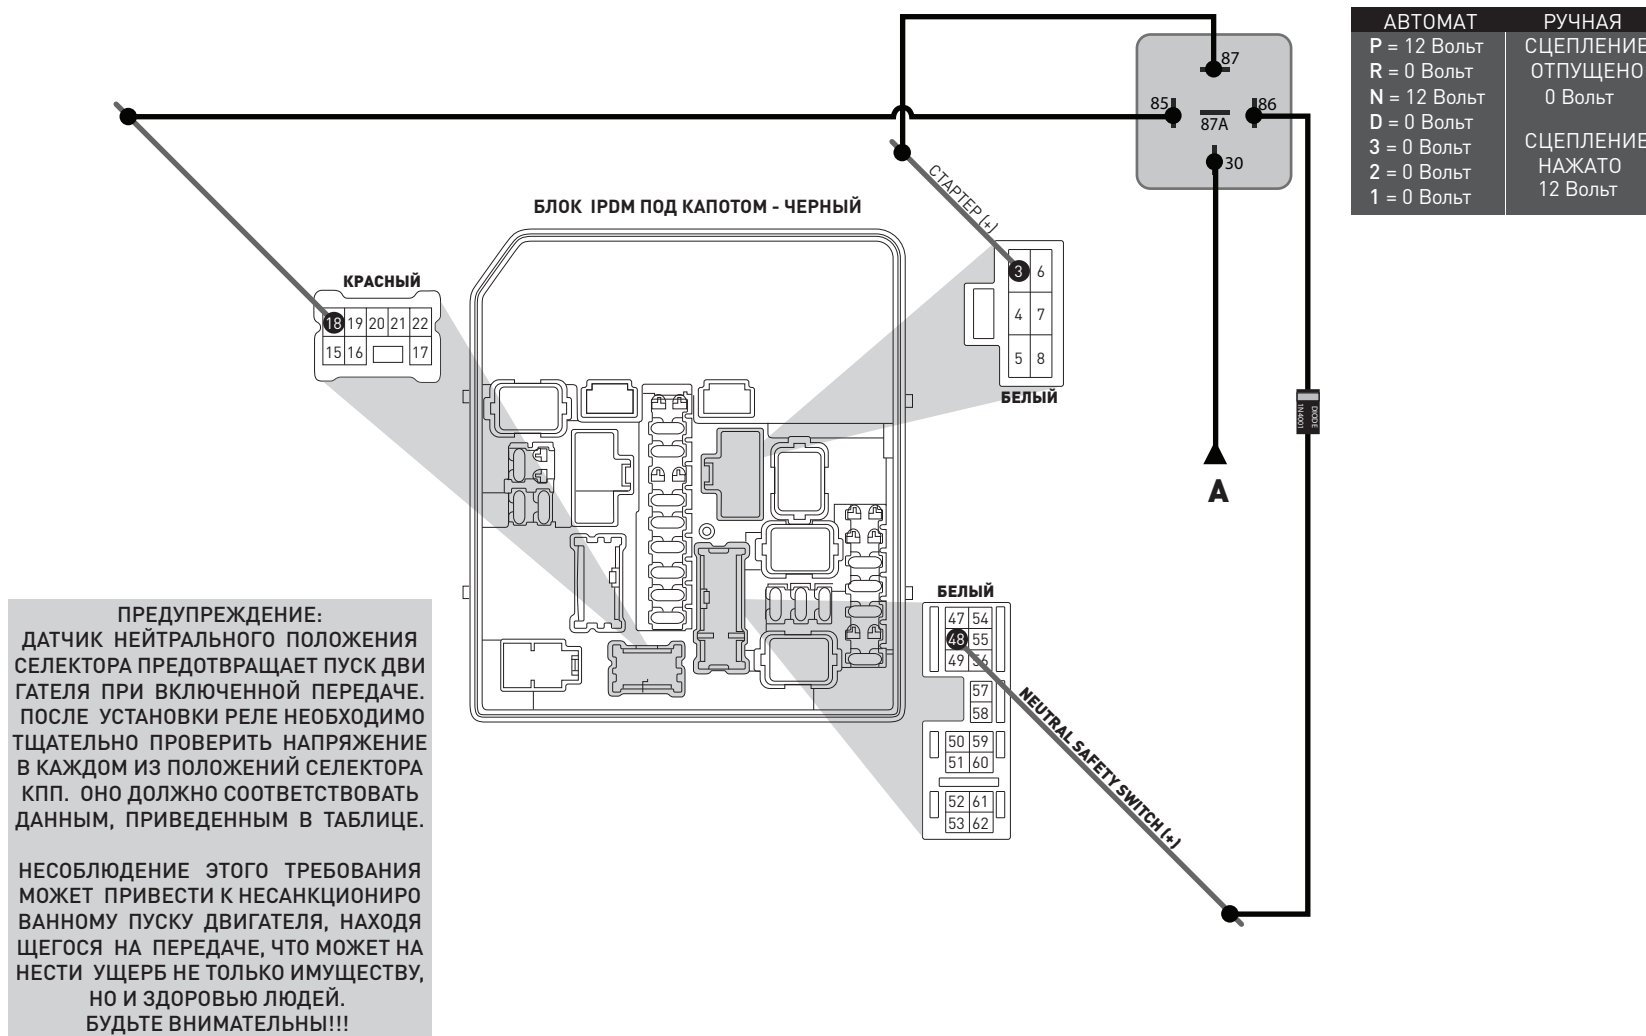 АВТОМАТ РУЧНАЯ
P = 12 Вольт СЦЕПЛЕНИЕ
R = 0 Вольт ОТПУЩЕНО
N = 12 Вольт 0 Вольт
D = 0 Вольт
3 = 0 Вольт СЦЕПЛЕНИЕ
2 = 0 Вольт НАЖАТО
1 = 0 Вольт 12 Вольт
87
85 86
87A
30
СТАРТЕР (+)
БЛОК IPDM ПОД КАПОТОМ - ЧЕРНЫЙ
КРАСНЫЙ
18 19 20 21 22
15 16 17
3 6
4 7
5 8
БЕЛЫЙ
DIODE
1N4001
A
БЕЛЫЙ
47 54
48 55
49 56
57
58
50 59
51 60
52 61
53 62
NEUTRAL SAFETY SWITCH (+)
ПРЕДУПРЕЖДЕНИЕ:
ДАТЧИК НЕЙТРАЛЬНОГО ПОЛОЖЕНИЯ
СЕЛЕКТОРА ПРЕДОТВРАЩАЕТ ПУСК ДВИ
ГАТЕЛЯ ПРИ ВКЛЮЧЕННОЙ ПЕРЕДАЧЕ.
ПОСЛЕ УСТАНОВКИ РЕЛЕ НЕОБХОДИМО
ТЩАТЕЛЬНО ПРОВЕРИТЬ НАПРЯЖЕНИЕ
В КАЖДОМ ИЗ ПОЛОЖЕНИЙ СЕЛЕКТОРА
КПП. ОНО ДОЛЖНО СООТВЕТСТВОВАТЬ
ДАННЫМ, ПРИВЕДЕННЫМ В ТАБЛИЦЕ.
НЕСОБЛЮДЕНИЕ ЭТОГО ТРЕБОВАНИЯ
МОЖЕТ ПРИВЕСТИ К НЕСАНКЦИОНИРО
ВАННОМУ ПУСКУ ДВИГАТЕЛЯ, НАХОДЯ
ЩЕГОСЯ НА ПЕРЕДАЧЕ, ЧТО МОЖЕТ НА
НЕСТИ УЩЕРБ НЕ ТОЛЬКО ИМУЩЕСТВУ,
НО И ЗДОРОВЬЮ ЛЮДЕЙ.
БУДЬТЕ ВНИМАТЕЛЬНЫ!!!